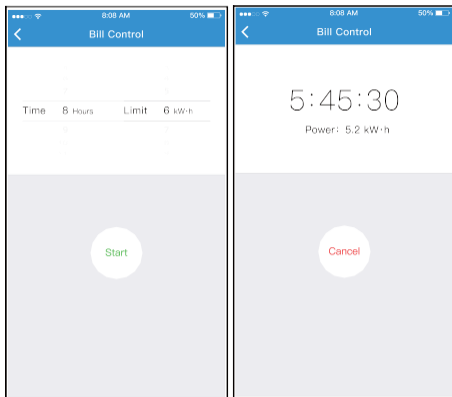 8:08 AM 50%
Bill Control
Time 8 Hours Limit 6 kW·h
Start
8:08 AM 50%
Bill Control
5:45:30
Power: 5.2 kW·h
Cancel